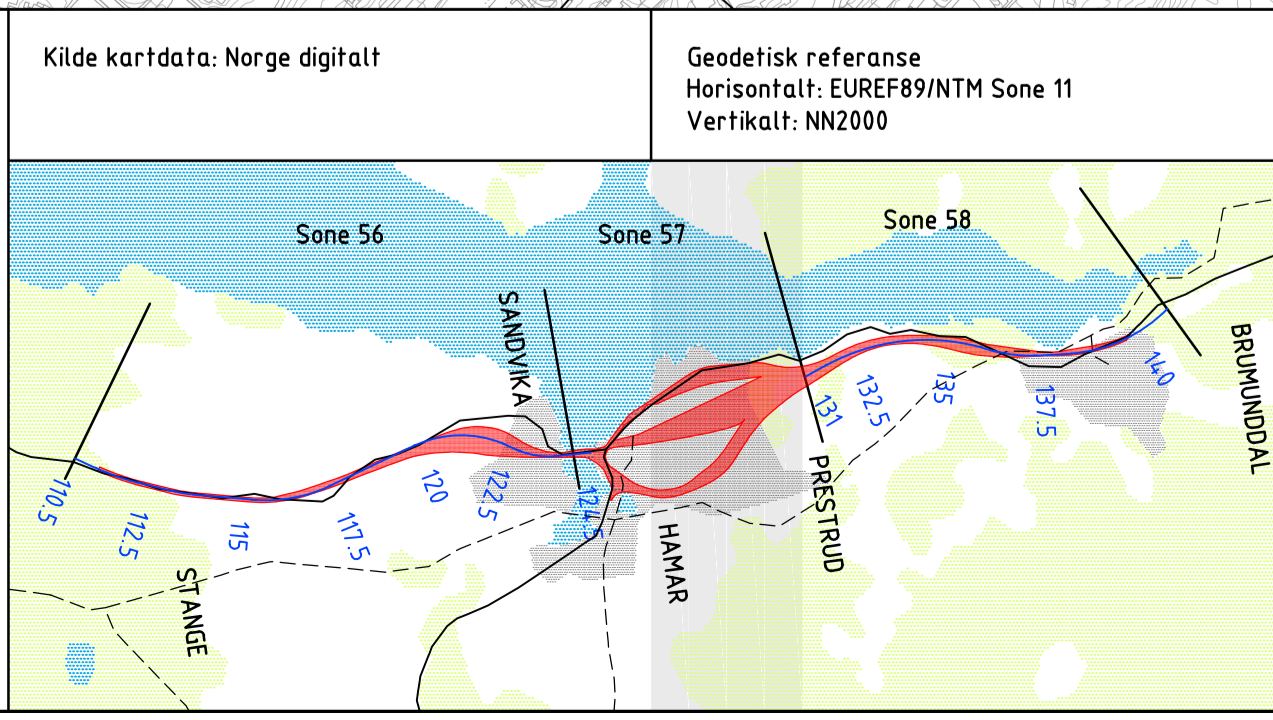 Kilde kartdata: Norge digitalt
Geodetisk referanse
Horisontalt: EUREF89/NTM Sone 11
Vertikalt: NN2000
Sone 56
Sone 57
Sone 58
SANDVIKA
BRUMUNDDAL
PRESTRUD
HAMAR
STANGE
110.5
112.5
115
117.5
120
122.5
124.5
131
132.5
135
137.5
140